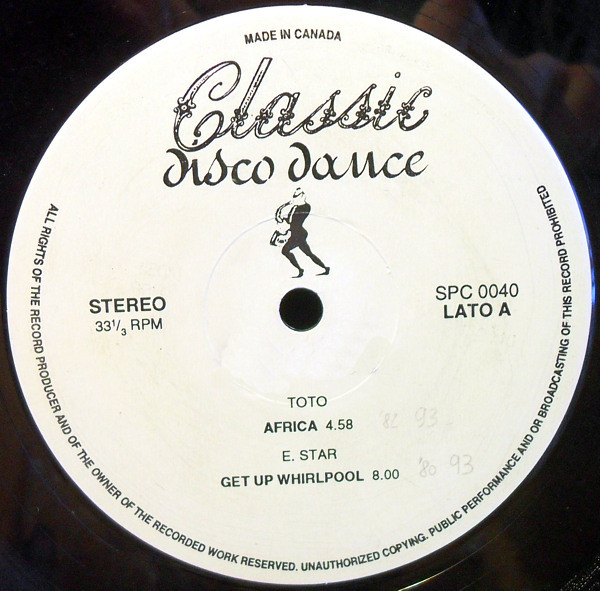 MADE IN CANADA
Classic
disco dance
STEREO
33 1/3 RPM
SPC 0040
LATO A
TOTO
AFRICA 4.58 '82 93
E. STAR
GET UP WHIRLPOOL 8.00 '80 93
ALL RIGHTS OF THE RECORD PRODUCER AND OF THE OWNER OF THE RECORDED WORK RESERVED. UNAUTHORIZED COPYING. PUBLIC PERFORMANCE AND/OR BROADCASTING OF THIS RECORD PROHIBITED